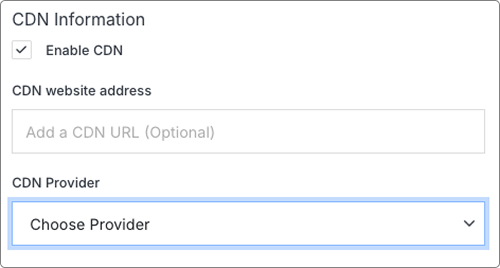 CDN Information
Enable CDN
CDN website address
Add a CDN URL (Optional)
CDN Provider
Choose Provider